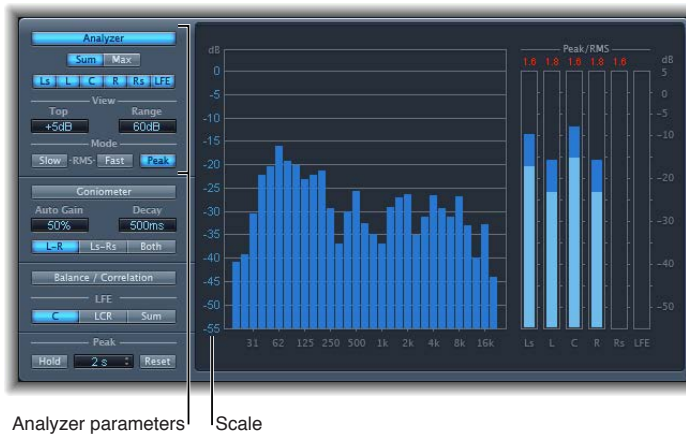 Analyzer
Sum Max
Ls L C R Rs LFE
View
Top Range
+5dB 60dB
Mode
Slow -RMS- Fast Peak
Goniometer
Auto Gain Decay
50% 500ms
L-R Ls-Rs Both
Balance / Correlation
LFE
C LCR Sum
Peak
Hold 2 s Reset
dB
0
-5
-10
-15
-20
-25
-30
-35
-40
-45
-50
-55
31 62 125 250 500 1k 2k 4k 8k 16k
Peak/RMS
1.6 1.8 1.6 1.8 1.6 dB
5
0
-5
-10
-20
-30
-40
-50
Ls L C R Rs LFE
Analyzer parameters Scale